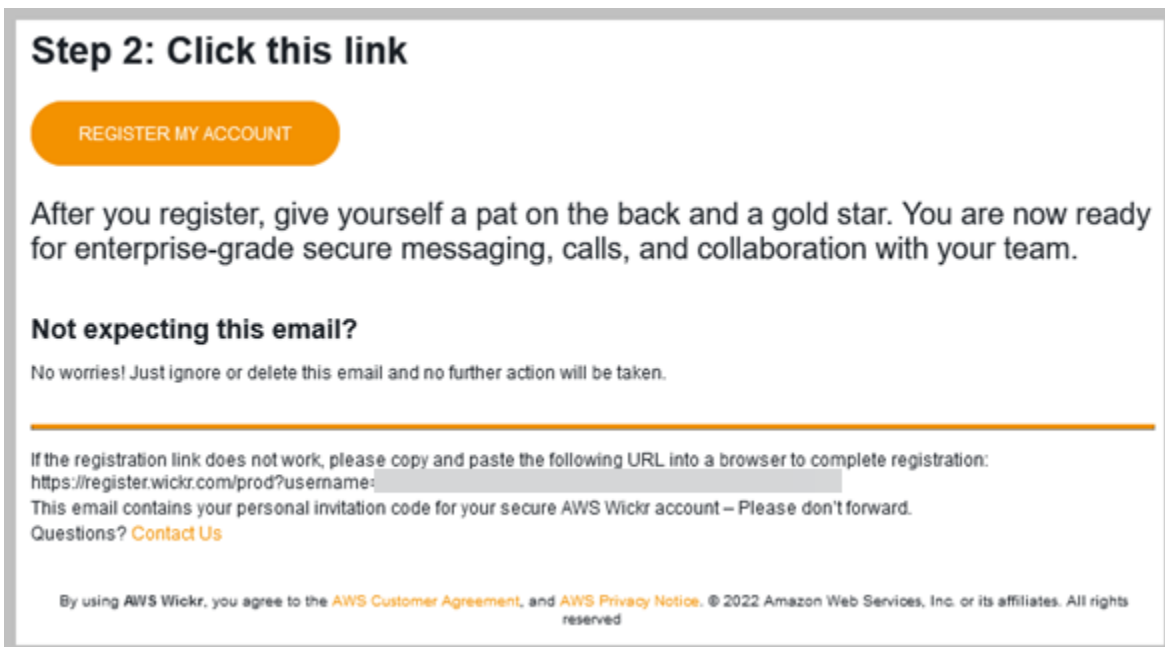 Step 2: Click this link
REGISTER MY ACCOUNT
After you register, give yourself a pat on the back and a gold star. You are now ready
for enterprise-grade secure messaging, calls, and collaboration with your team.
Not expecting this email?
No worries! Just ignore or delete this email and no further action will be taken.
If the registration link does not work, please copy and paste the following URL into a browser to complete registration:
https://register.wickr.com/prod?username=
This email contains your personal invitation code for your secure AWS Wickr account – Please don't forward.
Questions? Contact Us
By using AWS Wickr, you agree to the AWS Customer Agreement, and AWS Privacy Notice. © 2022 Amazon Web Services, Inc. or its affiliates. All rights
reserved